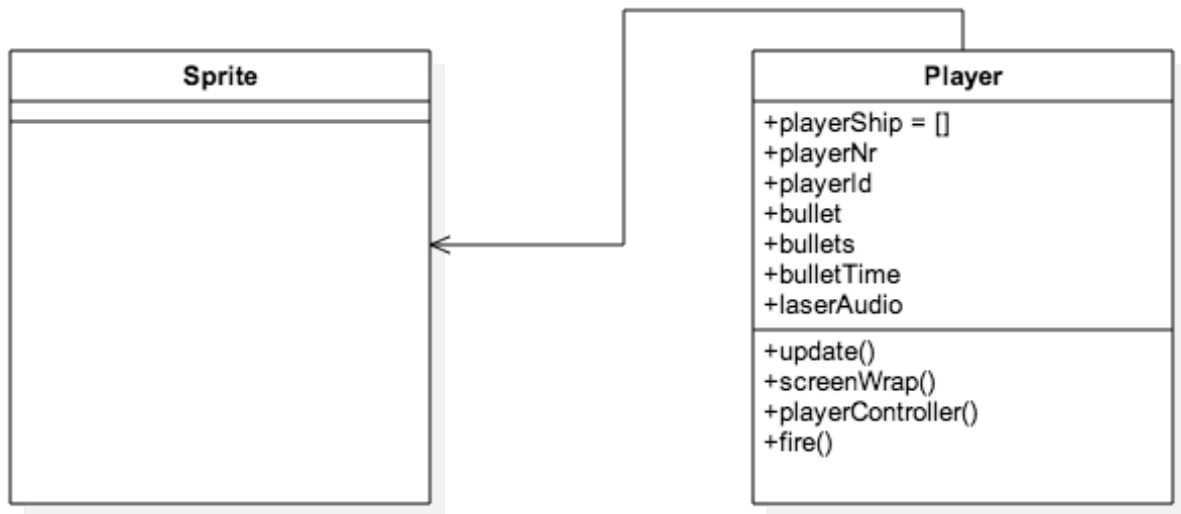 Sprite
Player
+playerShip = []
+playerNr
+playerId
+bullet
+bullets
+bulletTime
+laserAudio
+update()
+screenWrap()
+playerController()
+fire()